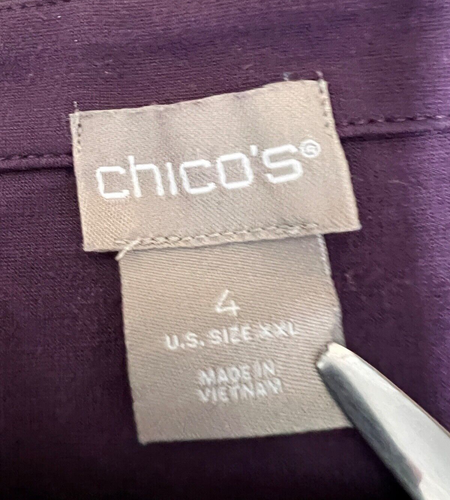 chico's®
4
U.S. SIZE XXL
MADE IN
VIETNAM